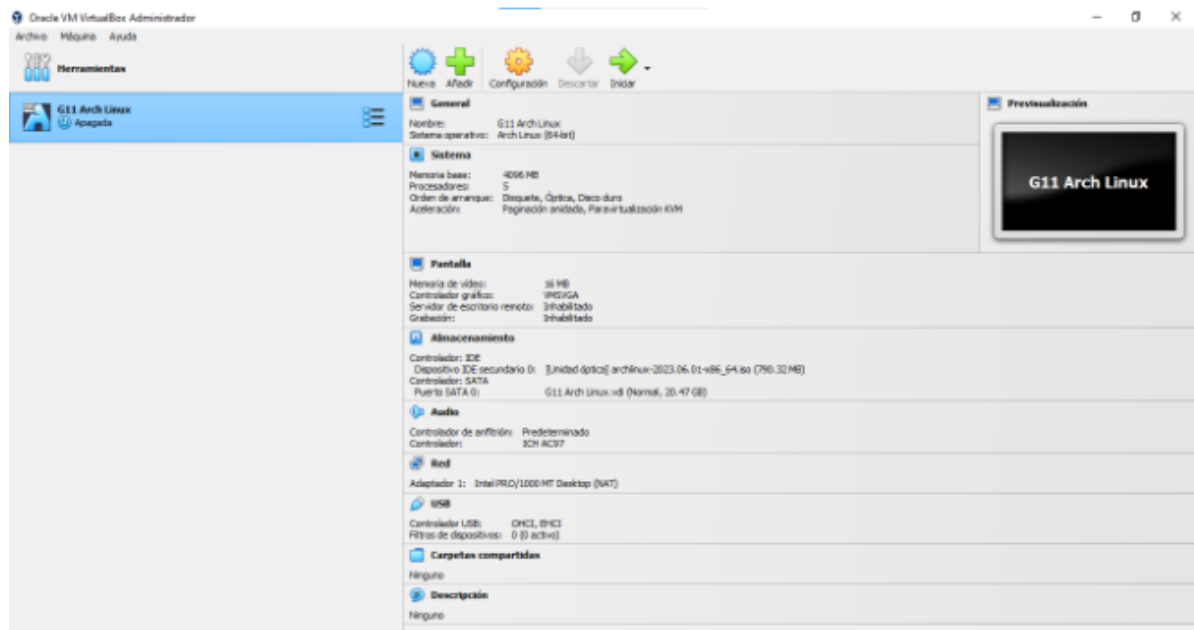 Oracle VM VirtualBox Administrador
Archivo Máquina Ayuda
Herramientas
G11 Arch Linux
Apagada
Nueva Añadir Configuración Descartar Iniciar
General
Nombre: G11 Arch Linux
Sistema operativo: Arch Linux (64-bit)
Previsualización
G11 Arch Linux
Sistema
Memoria base: 4096 MB
Procesadores: 5
Orden de arranque: Disquete, Óptica, Disco duro
Aceleración: Paginación anidada, Paravirtualización KVM
Pantalla
Memoria de vídeo: 16 MB
Controlador gráfico: VMSVGA
Servidor de escritorio remoto: Inhabilitado
Grabación: Inhabilitado
Almacenamiento
Controlador: IDE
Dispositivo IDE secundario 0: [Unidad óptica] archlinux-2023.06.01-x86_64.iso (790.32 MB)
Controlador: SATA
Puerto SATA 0: G11 Arch Linux.vdi (Normal, 20.47 GB)
Audio
Controlador de anfitrión: Predeterminado
Controlador: ICH AC97
Red
Adaptador 1: Intel PRO/1000 MT Desktop (NAT)
USB
Controlador USB: OHCI, EHCI
Filtros de dispositivos: 0 (0 activo)
Carpetas compartidas
Ninguno
Descripción
Ninguno